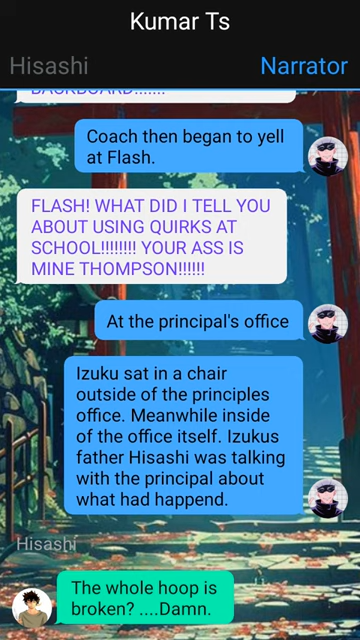 Kumar Ts
Hisashi
Narrator
BACKBOARD!!!!!!!
Coach then began to yell
at Flash.
FLASH! WHAT DID I TELL YOU
ABOUT USING QUIRKS AT
SCHOOL!!!!!!!! YOUR ASS IS
MINE THOMPSON!!!!!!
At the principal's office
Izuku sat in a chair
outside of the principles
office. Meanwhile inside
of the office itself. Izukus
father Hisashi was talking
with the principal about
what had happend.
Hisashi
The whole hoop is
broken? ....Damn.